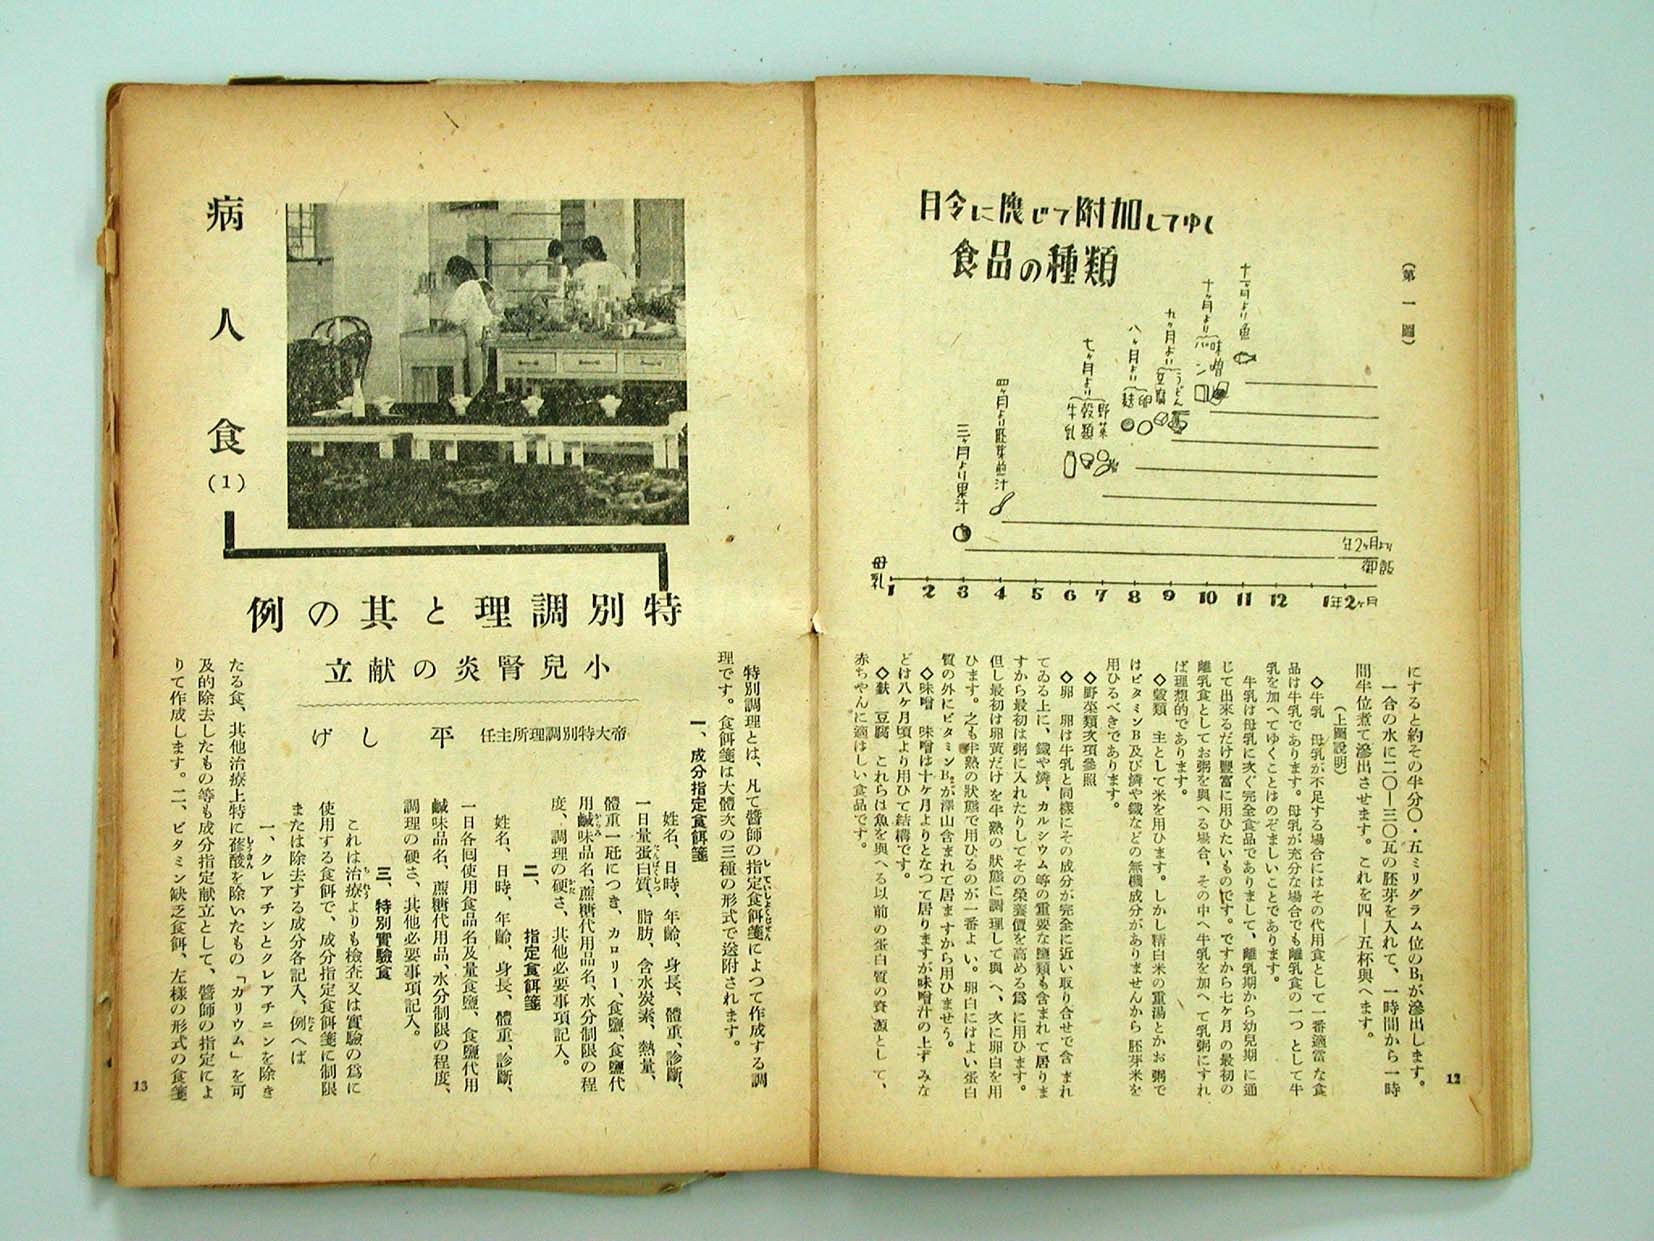 月令に應じて附加してゆく
食品の種類
(第一圖)
十一ヶ月より魚
十ヶ月より
味噌
パン
九ヶ月より
うどん
豆腐
八ヶ月より
卵
麩
七ヶ月より
野菜
穀類
牛乳
四ヶ月より胚芽煎汁
三ヶ月より果汁
母乳
1 2 3 4 5 6 7 8 9 10 11 12 1年2ヶ月
にすると約その半分〇・五ミリグラム位のB₁が滲出します。
一合の水に二〇—三〇瓦の胚芽を入れて、一時間から一時
間半位煮て滲出させます。これを四—五杯與へます。
(上圖説明)
◇牛乳 母乳が不足する場合にはその代用食として一番適當な食
品は牛乳であります。母乳が充分な場合でも離乳食の一つとして牛
乳を加へてゆくことはのぞましいことであります。
牛乳は母乳に次ぐ完全食品でありまして、離乳期から幼兒期に通
じて出來るだけ豐富に用ひたいものです。ですから七ヶ月の最初の
離乳食としてお粥を與へる場合、その中へ牛乳を加へて乳粥にすれ
ば理想的であります。
◇穀類 主として米を用ひます。しかし精白米の重湯とかお粥で
はビタミンB及び燐や鐵などの無機成分がありませんから胚芽米を
用ひるべきであります。
◇野菜類次項參照
◇卵 卵は牛乳と同樣にその成分が完全に近い取り合せで含まれ
てゐる上に、鐵や燐、カルシウム等の重要な鹽類も含まれて居りま
すから最初は粥に入れたりしてその榮養價を高める爲に用ひます。
但し最初は卵黄だけを半熟の狀態に調理して與へ、次に卵白を用
ひます。之も半熟の狀態で用ひるのが一番よい。卵白にはよい蛋白
質の外にビタミンB₂が澤山含まれて居ますから用ひませう。
◇味噌 味噌は十ヶ月よりとなつて居りますが味噌汁の上ずみな
どは八ヶ月頃より用ひて結構です。
◇麩 豆腐 これらは魚を與へる以前の蛋白質の資源として、
赤ちやんに適はしい食品です。
12
病人食(1)
特別調理と其の例
小兒腎炎の献立
帝大特別調理所主任 平しげ
特別調理とは、凡て醫師の指定食餌箋によつて作成する調
理です。食餌箋は大體次の三種の形式で送附されます。
一、成分指定食餌箋
姓名、日時、年齡、身長、體重、診斷、
一日量蛋白質、脂肪、含水炭素、熱量、
體重一瓩につき、カロリー、食鹽、食鹽代
用鹹味品名、蔗糖代用品名、水分制限の程
度、調理の硬さ、其他必要事項記入。
二、指定食餌箋
姓名、日時、年齡、身長、體重、診斷、
一日各囘使用食品名及量食鹽、食鹽代用
鹹味品名、蔗糖代用品、水分制限の程度、
調理の硬さ、其他必要事項記入。
三、特別實驗食
これは治療よりも檢査又は實驗の爲に
使用する食餌で、成分指定食餌箋に制限
または除去する成分各記入、例へば
一、クレアチンとクレアチニンを除き
たる食、其他治療上特に蓚酸を除いたもの「カリウム」を可
及的除去したもの等も成分指定献立として、醫師の指定によ
りて作成します。二、ビタミン缺乏食餌、左樣の形式の食箋
13